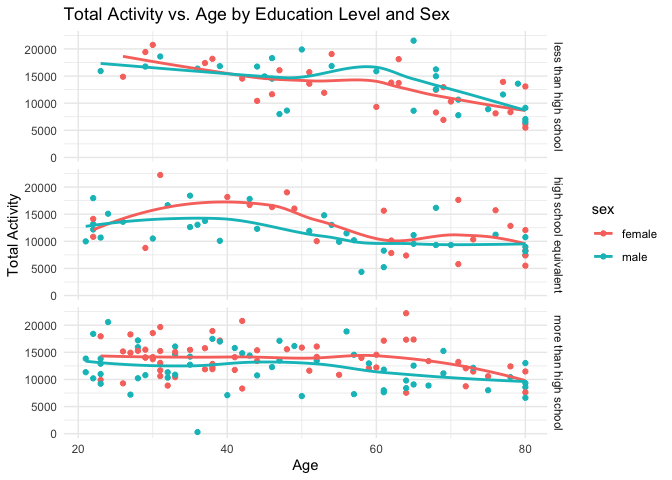 Total Activity vs. Age by Education Level and Sex
20000
15000
10000
5000
0
less than high school
20000
15000
10000
5000
0
high school equivalent
20000
15000
10000
5000
0
more than high school
20
40
60
80
Age
Total Activity
sex
female
male